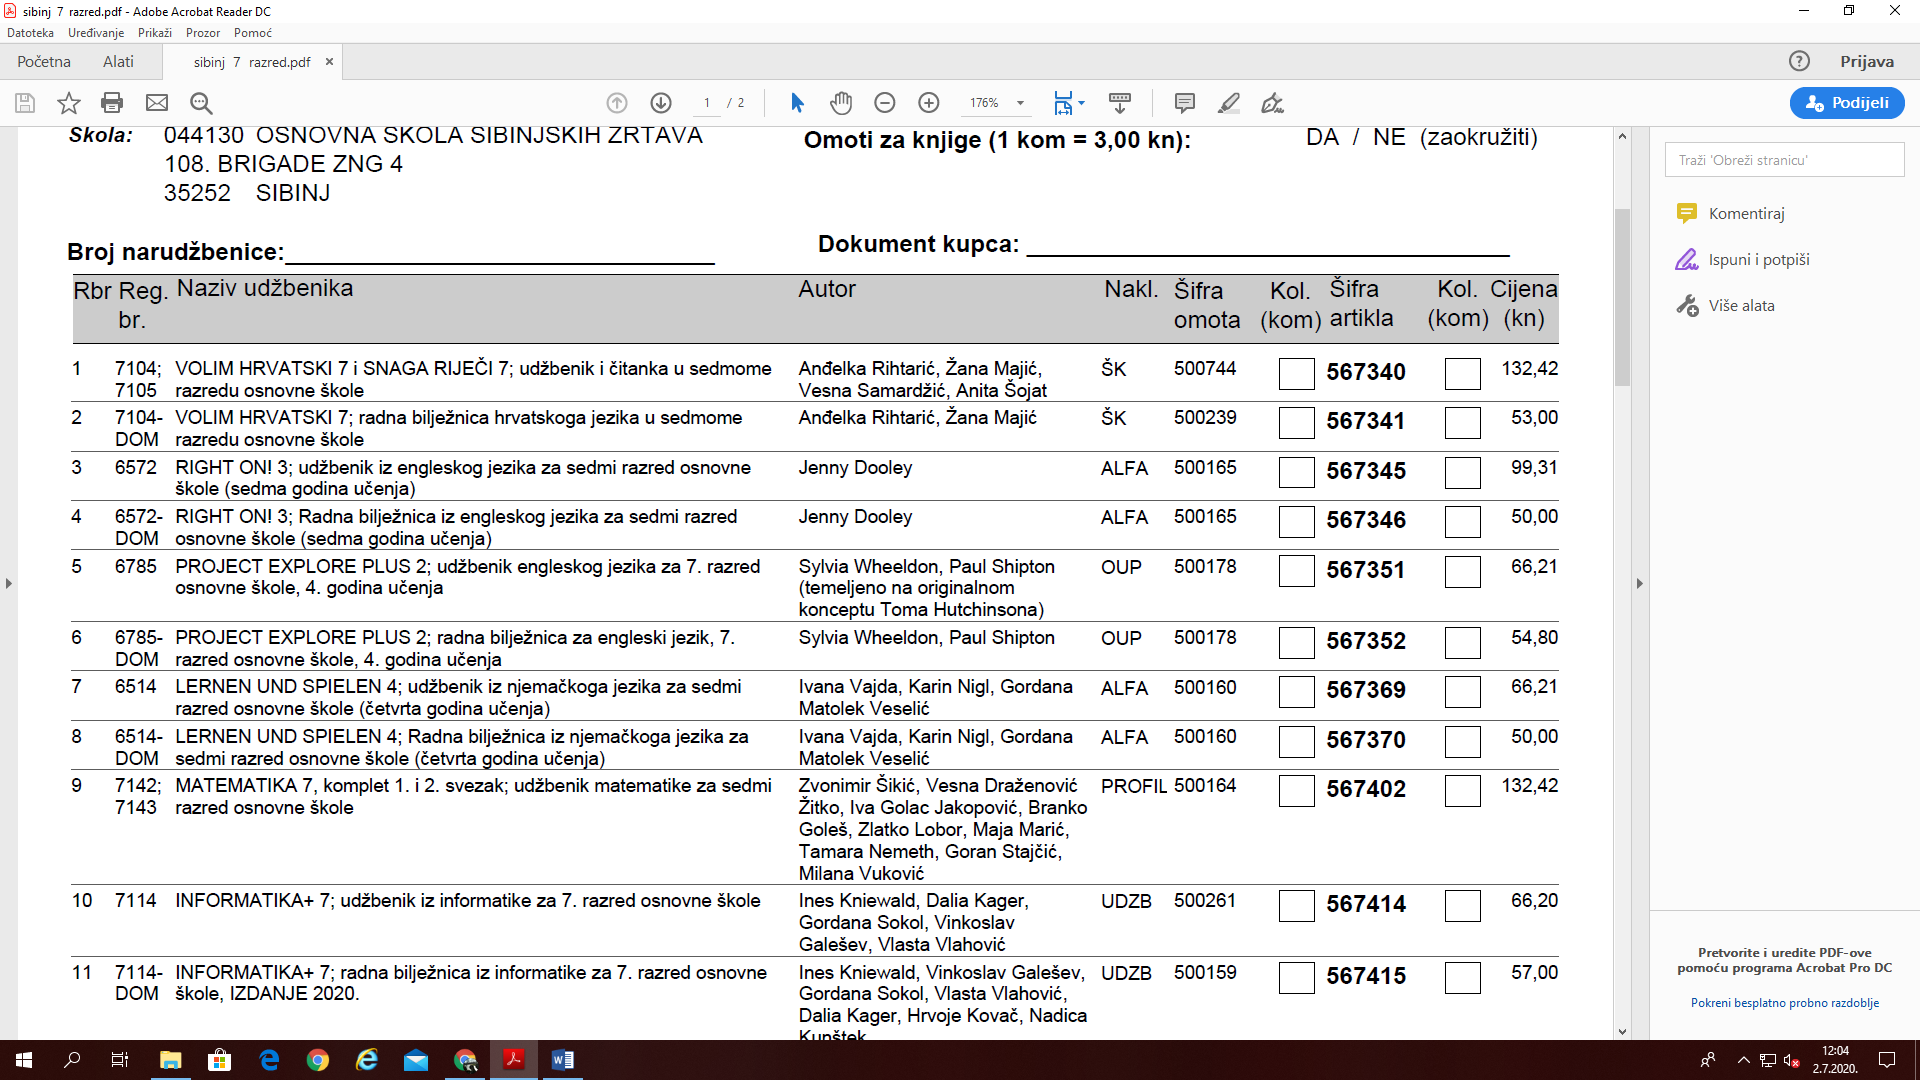 sibinj  7  razred.pdf - Adobe Acrobat Reader DC
Datoteka Uređivanje Prikaži Prozor Pomoć
Početna Alati sibinj  7  razred.pdf × Prijava
1 / 2 176% Podijeli
Škola: 044130 OSNOVNA ŠKOLA SIBINJSKIH ŽRTAVA
108. BRIGADE ZNG 4
35252 SIBINJ
Omoti za knjige (1 kom = 3,00 kn): DA / NE (zaokružiti)
Broj narudžbenice:________________________________
Dokument kupca: ____________________________________
Rbr Reg. br. Naziv udžbenika Autor Nakl. Šifra omota Kol. (kom) Šifra artikla Kol. (kom) Cijena (kn)
1 7104; VOLIM HRVATSKI 7 i SNAGA RIJEČI 7; udžbenik i čitanka u sedmome Anđelka Rihtarić, Žana Majić, ŠK 500744 567340 132,42
7105 razredu osnovne škole Vesna Samardžić, Anita Šojat
2 7104- VOLIM HRVATSKI 7; radna bilježnica hrvatskoga jezika u sedmome Anđelka Rihtarić, Žana Majić ŠK 500239 567341 53,00
DOM razredu osnovne škole
3 6572 RIGHT ON! 3; udžbenik iz engleskog jezika za sedmi razred osnovne Jenny Dooley ALFA 500165 567345 99,31
škole (sedma godina učenja)
4 6572- RIGHT ON! 3; Radna bilježnica iz engleskog jezika za sedmi razred Jenny Dooley ALFA 500165 567346 50,00
DOM osnovne škole (sedma godina učenja)
5 6785 PROJECT EXPLORE PLUS 2; udžbenik engleskog jezika za 7. razred Sylvia Wheeldon, Paul Shipton OUP 500178 567351 66,21
osnovne škole, 4. godina učenja (temeljeno na originalnom
konceptu Toma Hutchinsona)
6 6785- PROJECT EXPLORE PLUS 2; radna bilježnica za engleski jezik, 7. Sylvia Wheeldon, Paul Shipton OUP 500178 567352 54,80
DOM razred osnovne škole, 4. godina učenja
7 6514 LERNEN UND SPIELEN 4; udžbenik iz njemačkoga jezika za sedmi Ivana Vajda, Karin Nigl, Gordana ALFA 500160 567369 66,21
razred osnovne škole (četvrta godina učenja) Matolek Veselić
8 6514- LERNEN UND SPIELEN 4; Radna bilježnica iz njemačkoga jezika za Ivana Vajda, Karin Nigl, Gordana ALFA 500160 567370 50,00
DOM sedmi razred osnovne škole (četvrta godina učenja) Matolek Veselić
9 7142; MATEMATIKA 7, komplet 1. i 2. svezak; udžbenik matematike za sedmi Zvonimir Šikić, Vesna Draženović PROFIL 500164 567402 132,42
7143 razred osnovne škole Žitko, Iva Golac Jakopović, Branko
Goleš, Zlatko Lobor, Maja Marić,
Tamara Nemeth, Goran Stajčić,
Milana Vuković
10 7114 INFORMATIKA+ 7; udžbenik iz informatike za 7. razred osnovne škole Ines Kniewald, Dalia Kager, UDZB 500261 567414 66,20
Gordana Sokol, Vinkoslav
Galešev, Vlasta Vlahović
11 7114- INFORMATIKA+ 7; radna bilježnica iz informatike za 7. razred osnovne Ines Kniewald, Vinkoslav Galešev, UDZB 500159 567415 57,00
DOM škole, IZDANJE 2020. Gordana Sokol, Vlasta Vlahović,
Dalia Kager, Hrvoje Kovač, Nadica
Kunštek
Traži 'Obreži stranicu'
Komentiraj
Ispuni i potpiši
Više alata
Pretvorite i uredite PDF-ove
pomoću programa Acrobat Pro DC
Pokreni besplatno probno razdoblje
12:04
2.7.2020.